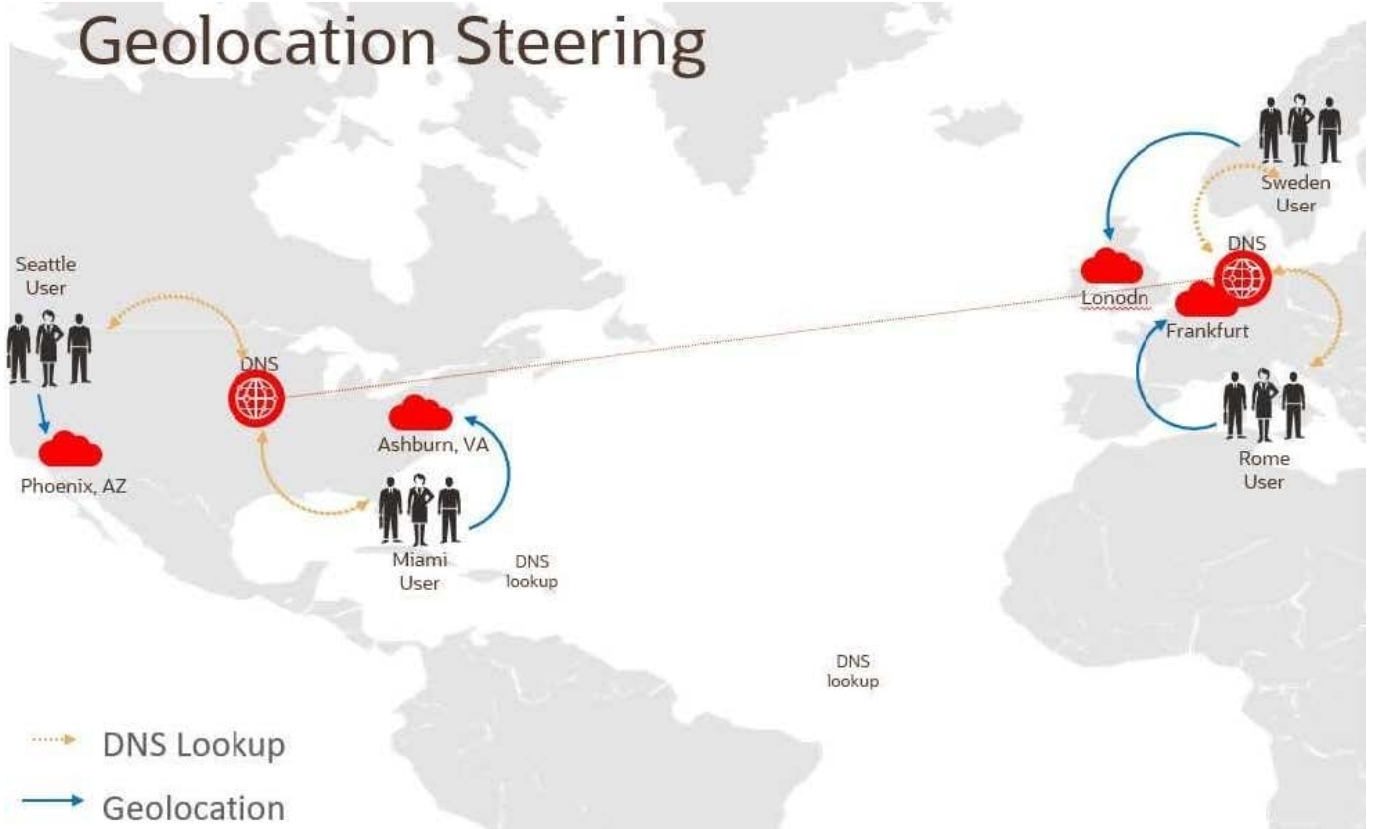 Geolocation Steering
Sweden
User
DNS
Lonodn
Frankfurt
Seattle
User
DNS
Ashburn, VA
Phoenix, AZ
Rome
User
Miami
User
DNS
lookup
DNS
lookup
DNS Lookup
Geolocation